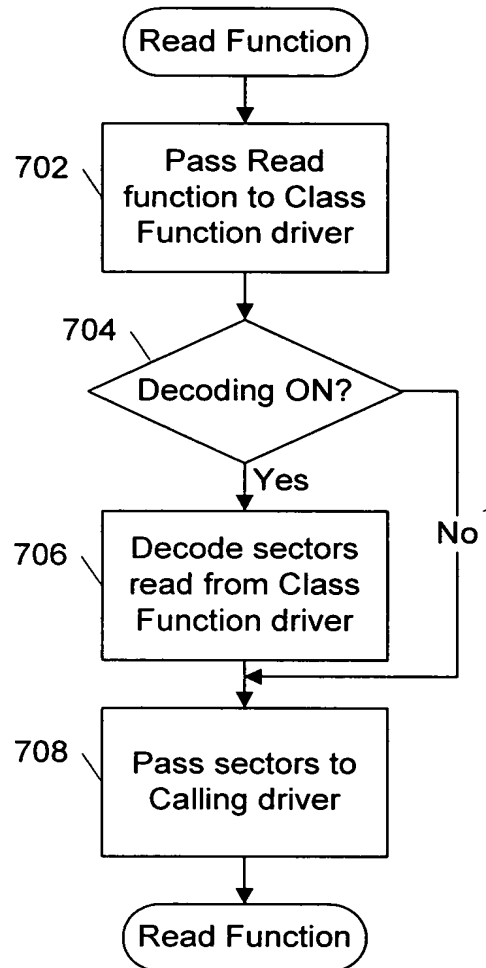 Read Function
702
Pass Read
function to Class
Function driver
704
Decoding ON?
Yes
No
706
Decode sectors
read from Class
Function driver
708
Pass sectors to
Calling driver
Read Function